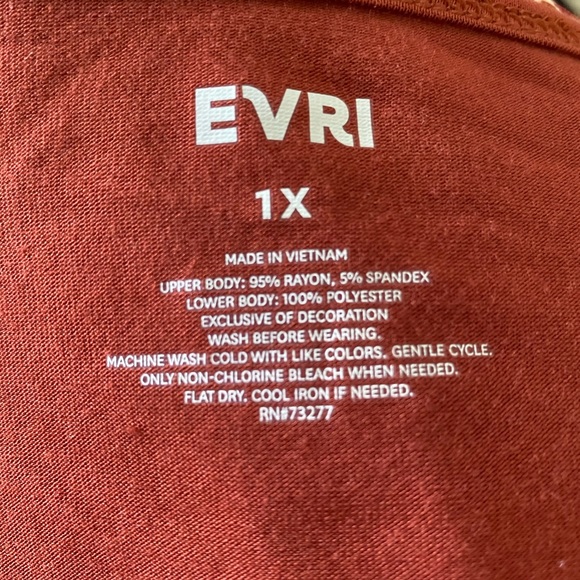 EVRI
1X
MADE IN VIETNAM
UPPER BODY: 95% RAYON, 5% SPANDEX
LOWER BODY: 100% POLYESTER
EXCLUSIVE OF DECORATION
WASH BEFORE WEARING.
MACHINE WASH COLD WITH LIKE COLORS. GENTLE CYCLE.
ONLY NON-CHLORINE BLEACH WHEN NEEDED.
FLAT DRY. COOL IRON IF NEEDED.
RN#73277